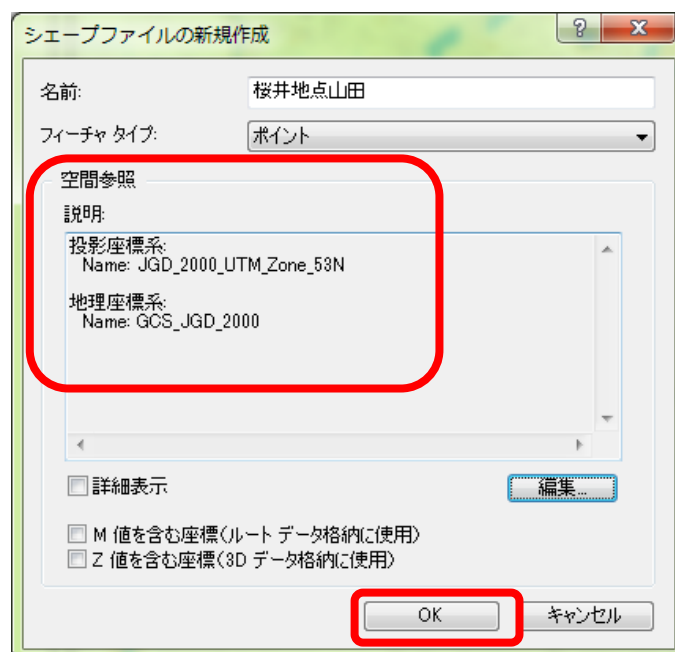 シェープファイルの新規作成
名前:
桜井地点山田
フィーチャ タイプ:
ポイント
空間参照
説明:
投影座標系:
Name: JGD_2000_UTM_Zone_53N
地理座標系:
Name: GCS_JGD_2000
詳細表示
編集...
M 値を含む座標(ルート データ格納に使用)
Z 値を含む座標(3D データ格納に使用)
OK
キャンセル